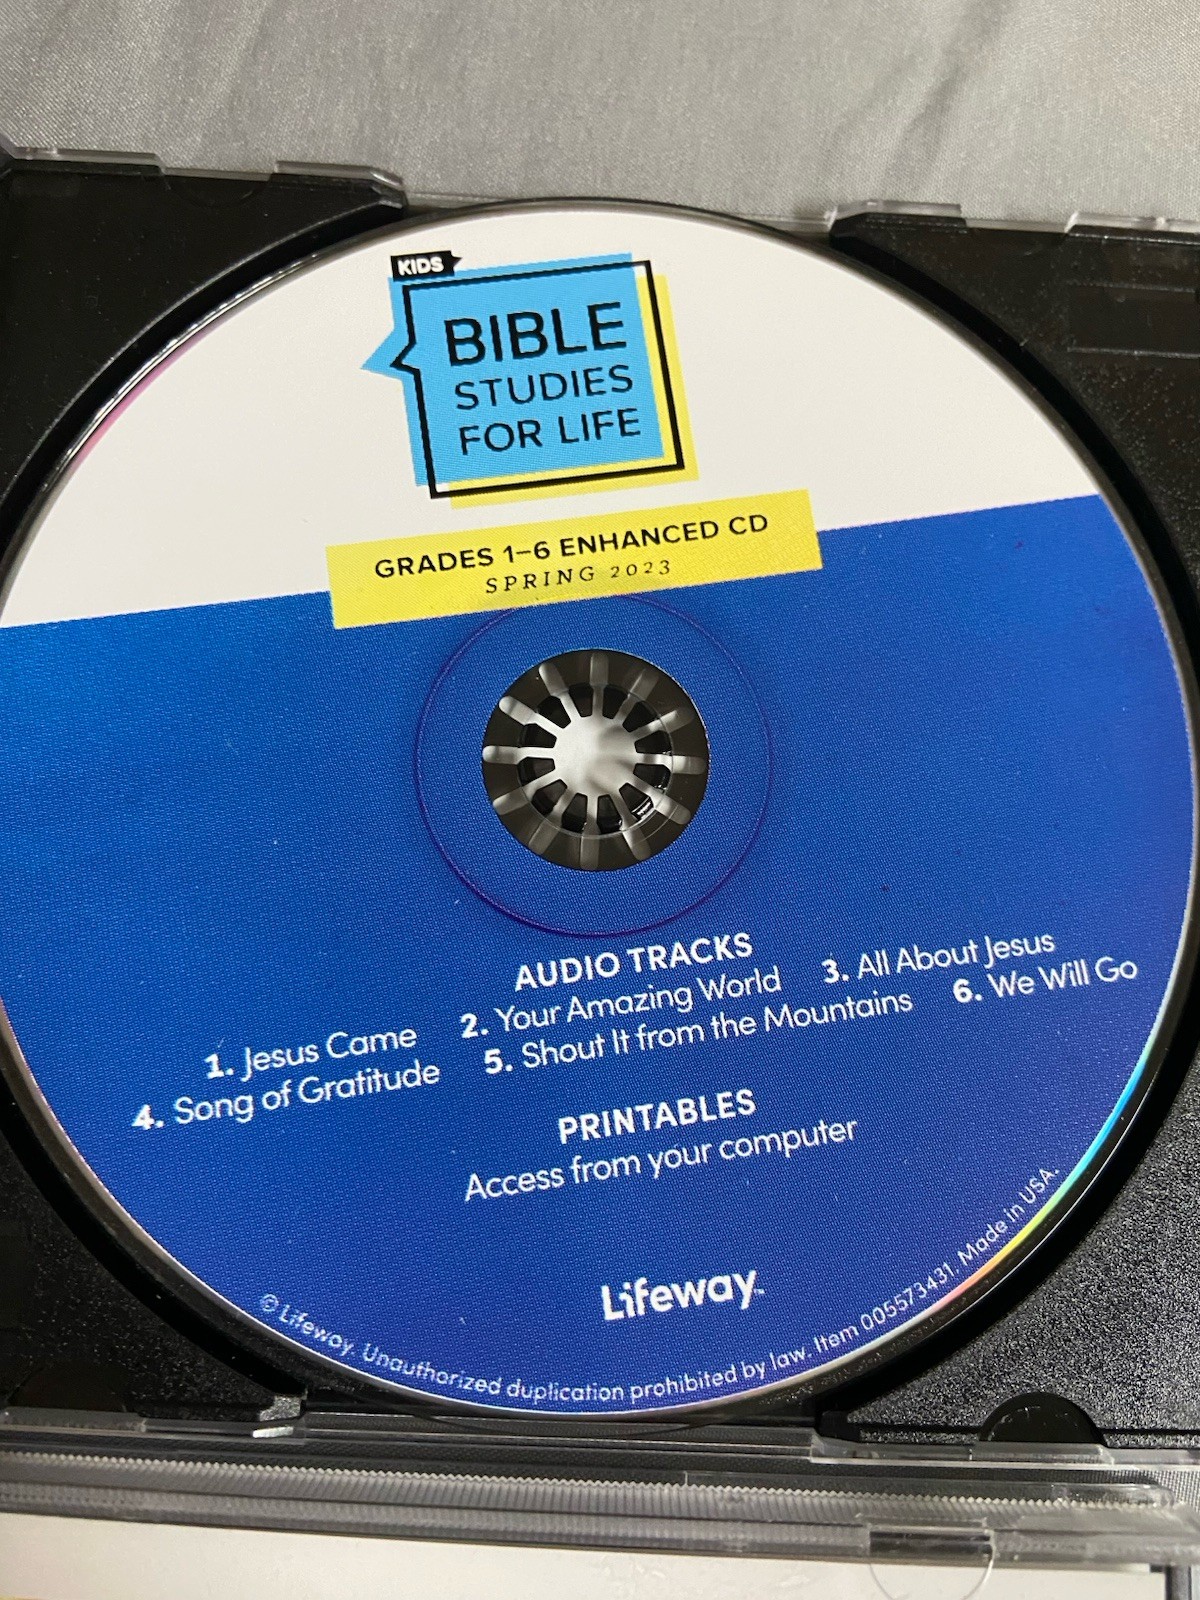 KIDS
BIBLE
STUDIES
FOR LIFE
GRADES 1–6 ENHANCED CD
SPRING 2023
AUDIO TRACKS
1. Jesus Came 2. Your Amazing World 3. All About Jesus
4. Song of Gratitude 5. Shout It from the Mountains 6. We Will Go
PRINTABLES
Access from your computer
Lifeway™
© Lifeway. Unauthorized duplication prohibited by law. Item 005573431. Made in USA.